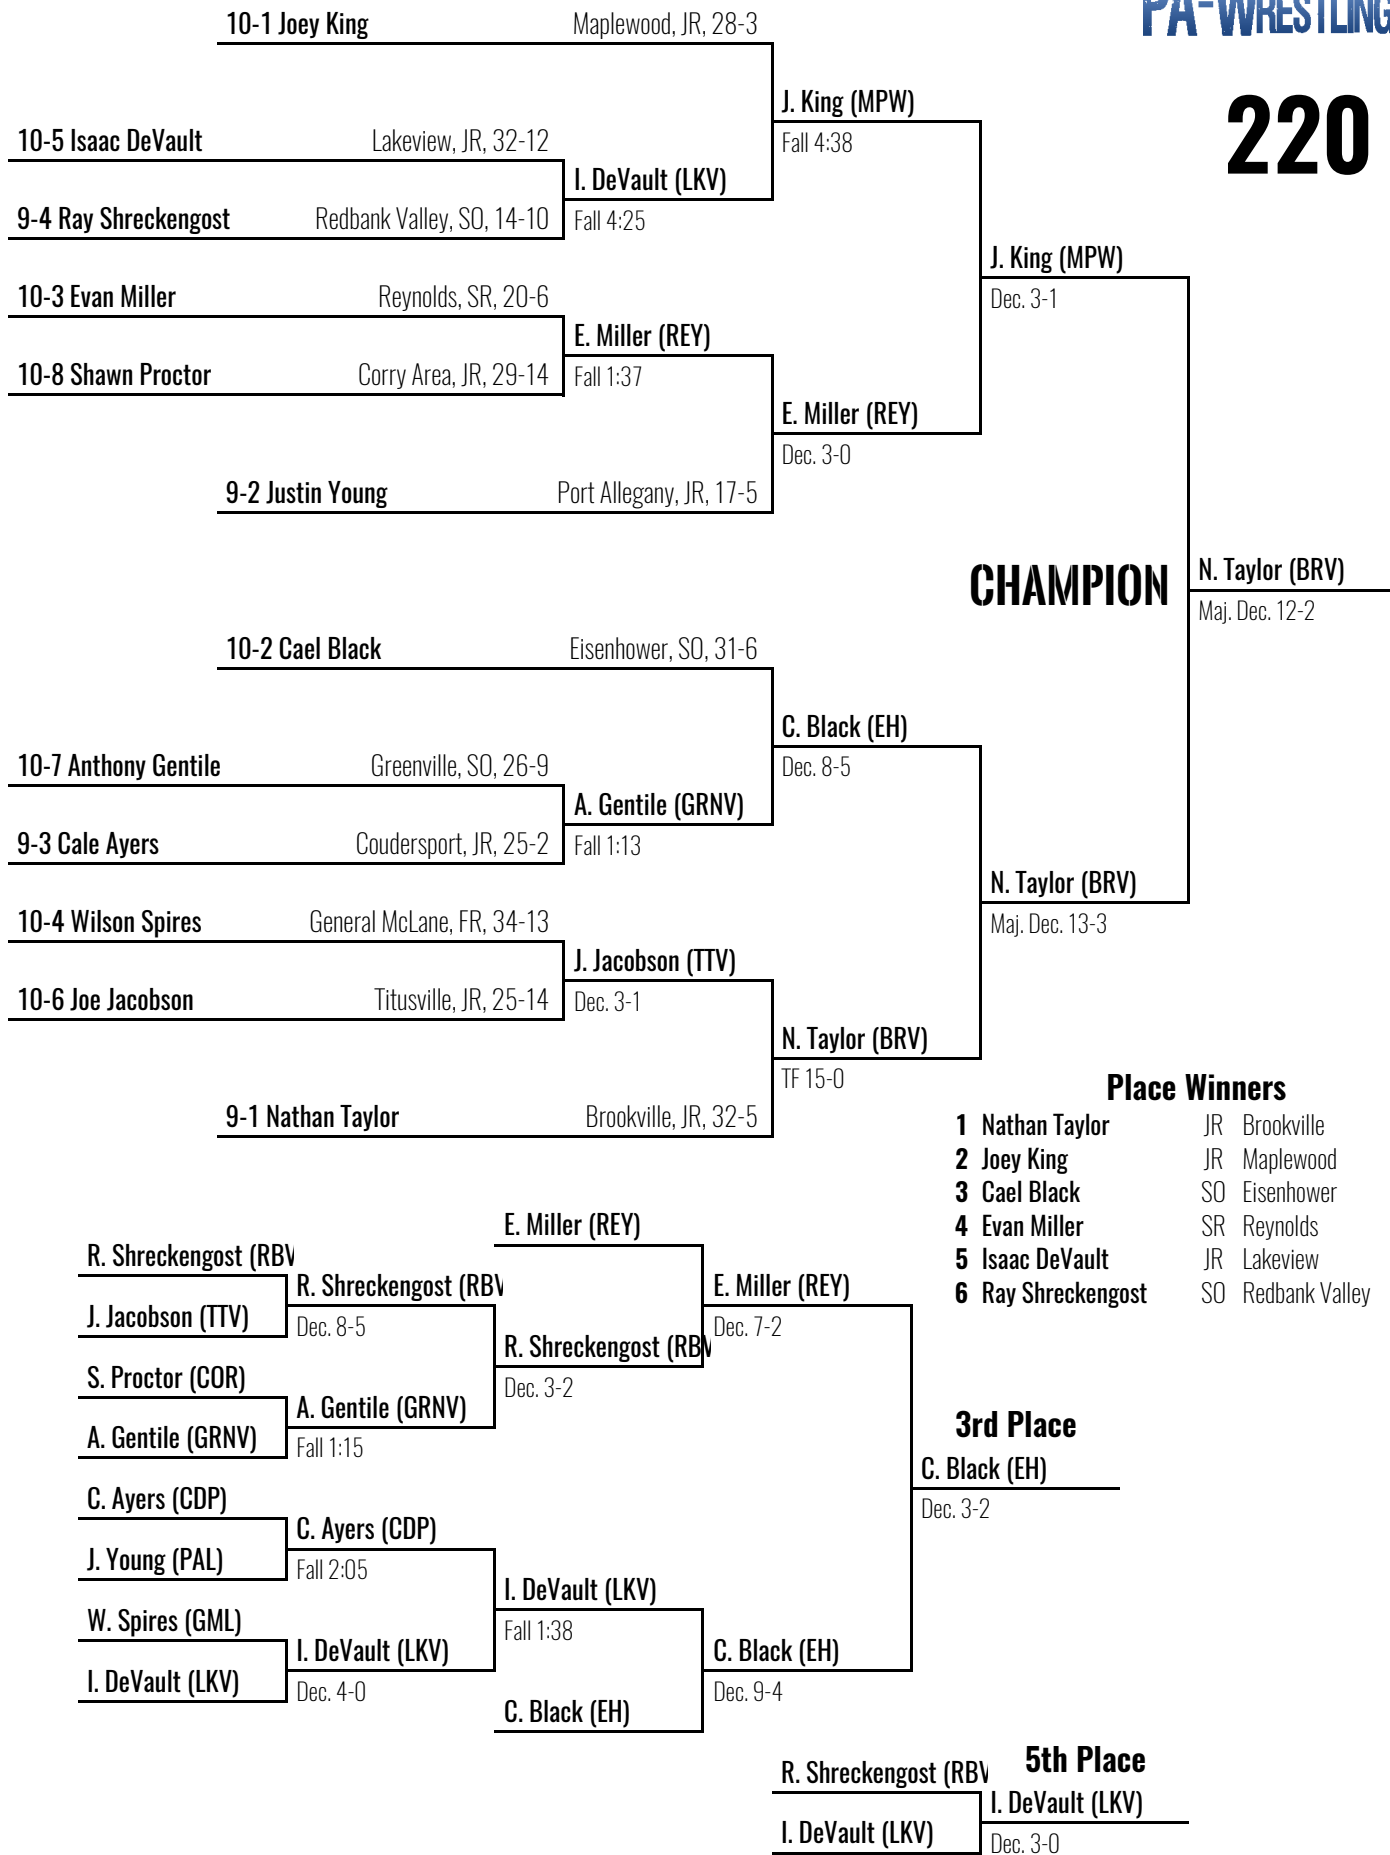 PA-WRESTLING
220
10-1 Joey King Maplewood, JR, 28-3
J. King (MPW)
Fall 4:38
10-5 Isaac DeVault Lakeview, JR, 32-12
I. DeVault (LKV)
Fall 4:25
9-4 Ray Shreckengost Redbank Valley, SO, 14-10
J. King (MPW)
Dec. 3-1
10-3 Evan Miller Reynolds, SR, 20-6
E. Miller (REY)
Fall 1:37
10-8 Shawn Proctor Corry Area, JR, 29-14
E. Miller (REY)
Dec. 3-0
9-2 Justin Young Port Allegany, JR, 17-5
CHAMPION
N. Taylor (BRV)
Maj. Dec. 12-2
10-2 Cael Black Eisenhower, SO, 31-6
C. Black (EH)
Dec. 8-5
10-7 Anthony Gentile Greenville, SO, 26-9
A. Gentile (GRNV)
Fall 1:13
9-3 Cale Ayers Coudersport, JR, 25-2
N. Taylor (BRV)
Maj. Dec. 13-3
10-4 Wilson Spires General McLane, FR, 34-13
J. Jacobson (TTV)
Dec. 3-1
10-6 Joe Jacobson Titusville, JR, 25-14
N. Taylor (BRV)
TF 15-0
9-1 Nathan Taylor Brookville, JR, 32-5
Place Winners
1 Nathan Taylor JR Brookville
2 Joey King JR Maplewood
3 Cael Black SO Eisenhower
4 Evan Miller SR Reynolds
5 Isaac DeVault JR Lakeview
6 Ray Shreckengost SO Redbank Valley
E. Miller (REY)
R. Shreckengost (RBV
R. Shreckengost (RBV
Dec. 8-5
J. Jacobson (TTV)
E. Miller (REY)
Dec. 7-2
R. Shreckengost (RBV
Dec. 3-2
S. Proctor (COR)
A. Gentile (GRNV)
Fall 1:15
A. Gentile (GRNV)
3rd Place
C. Black (EH)
Dec. 3-2
C. Ayers (CDP)
C. Ayers (CDP)
Fall 2:05
J. Young (PAL)
I. DeVault (LKV)
Fall 1:38
W. Spires (GML)
I. DeVault (LKV)
Dec. 4-0
I. DeVault (LKV)
C. Black (EH)
Dec. 9-4
C. Black (EH)
5th Place
R. Shreckengost (RBV
I. DeVault (LKV)
Dec. 3-0
I. DeVault (LKV)